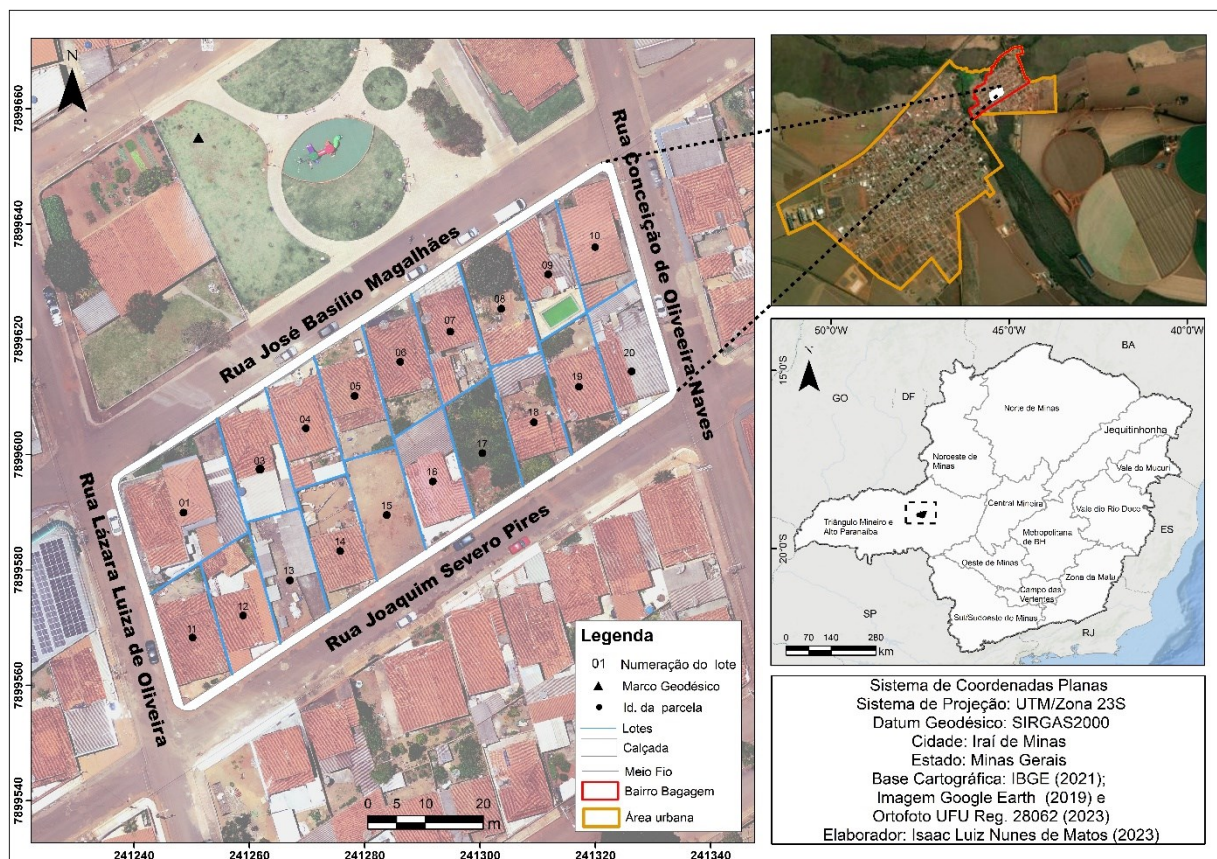 N
7899660
7899640
7899620
7899600
7899580
7899560
7899540
241240
241260
241280
241300
241320
241340
Rua José Basílio Magalhães
Rua Conceição de Oliveeira Naves
Rua Lázara Luiza de Oliveira
Rua Joaquim Severo Pires
10
09
08
07
06
05
04
03
01
20
19
18
17
16
15
14
13
12
11
0 5 10 20
m
Legenda
01 Numeração do lote
Marco Geodésico
Id. da parcela
Lotes
Calçada
Meio Fio
Bairro Bagagem
Área urbana
50°W 45°W 40°W
15°S
20°S
N
BA
GO
DF
Norte de Minas
Jequitinhonha
Noroeste de
Minas
Vale do Mucuri
Central Mineira
Vale dio Rio Doce
Triângulo Mineiro e
Alto Paranaíba
Metropolitana
de BH
ES
Oeste de Minas
Zona da Mata
Campo das
Vertentes
Sul/Sudoeste de Minas
SP
RJ
0 70 140 280
km
Sistema de Coordenadas Planas
Sistema de Projeção: UTM/Zona 23S
Datum Geodésico: SIRGAS2000
Cidade: Iraí de Minas
Estado: Minas Gerais
Base Cartográfica: IBGE (2021);
Imagem Google Earth (2019) e
Ortofoto UFU Reg. 28062 (2023)
Elaborador: Isaac Luiz Nunes de Matos (2023)